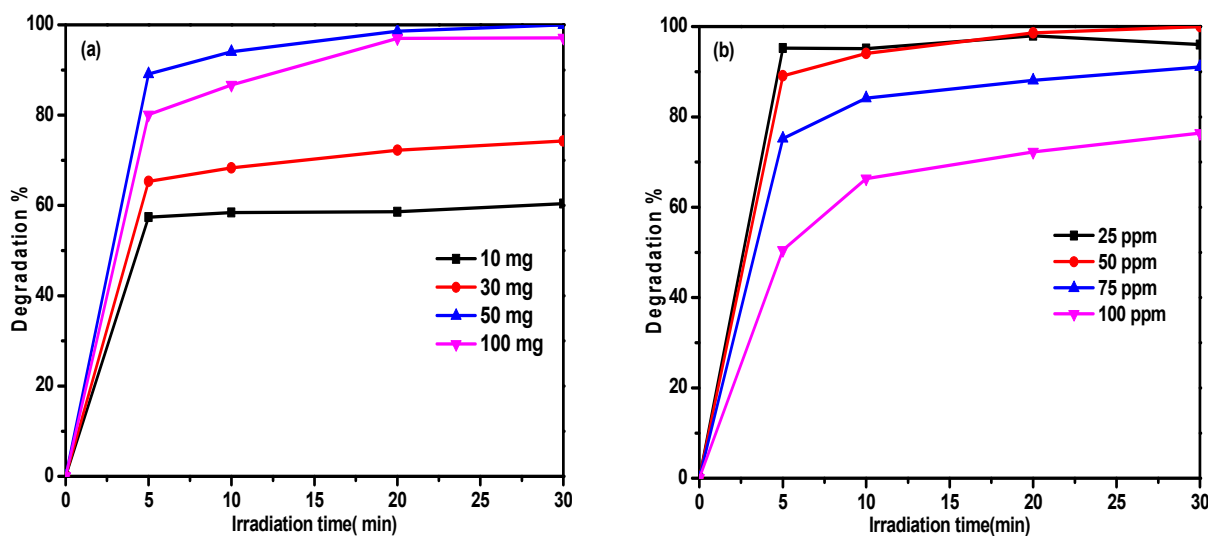 (a)
100
80
60
40
20
0
Degradation %
0 5 10 15 20 25 30
Irradiation time( min)
10 mg
30 mg
50 mg
100 mg
(b)
100
80
60
40
20
0
Degradation %
0 5 10 15 20 25 30
Irradiation time(min)
25 ppm
50 ppm
75 ppm
100 ppm